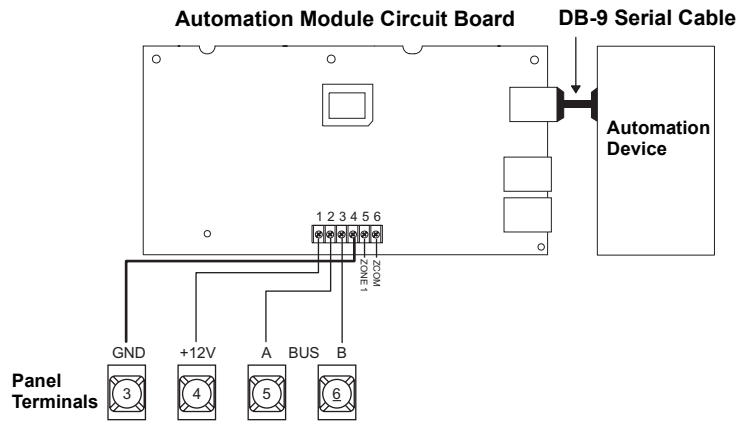 Automation Module Circuit Board
DB-9 Serial Cable
Automation
Device
1 2 3 4 5 6
ZONE 1
ZCOM
GND +12V A BUS B
Panel
Terminals
3 4 5 6